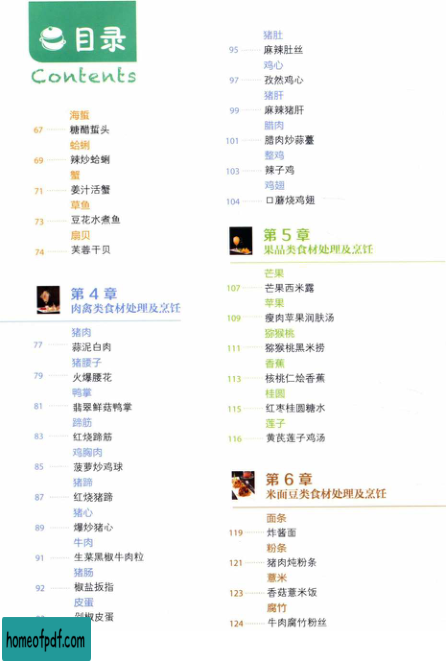 目录
Contents
海蜇
67 糖醋蜇头
蛤蜊
69 辣炒蛤蜊
蟹
71 姜汁活蟹
草鱼
73 豆花水煮鱼
扇贝
74 芙蓉干贝
第4章
肉禽类食材处理及烹饪
猪肉
77 蒜泥白肉
猪腰子
79 火爆腰花
鸭掌
81 翡翠鲜菇鸭掌
蹄筋
83 红烧蹄筋
鸡胸肉
85 菠萝炒鸡球
猪蹄
87 红烧猪蹄
猪心
89 爆炒猪心
牛肉
91 生菜黑椒牛肉粒
猪肠
92 椒盐扳指
皮蛋
剁椒皮蛋
猪肚
95 麻辣肚丝
鸡心
97 孜然鸡心
猪肝
99 麻辣猪肝
腊肉
101 腊肉炒蒜薹
整鸡
103 辣子鸡
鸡翅
104 口蘑烧鸡翅
第5章
果品类食材处理及烹饪
芒果
107 芒果西米露
苹果
109 瘦肉苹果润肤汤
猕猴桃
111 猕猴桃黑米捞
香蕉
113 核桃仁烩香蕉
桂圆
115 红枣桂圆糖水
莲子
116 黄芪莲子鸡汤
第6章
米面豆类食材处理及烹饪
面条
119 炸酱面
粉条
121 猪肉炖粉条
薏米
123 香菇薏米饭
腐竹
124 牛肉腐竹粉丝
homeofpdf.com